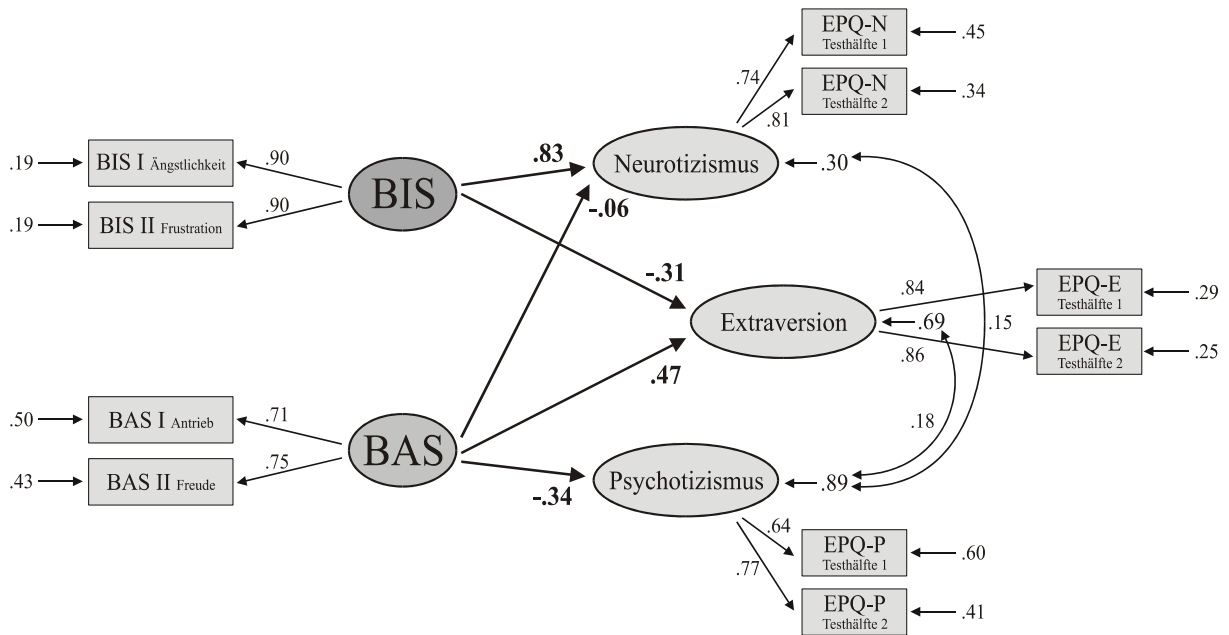 EPQ-N
Testhälfte 1
.45
.74
EPQ-N
Testhälfte 2
.34
.81
.19
BIS I Ängstlichkeit
.90
BIS
.83
Neurotizismus
.30
.19
BIS II Frustration
.90
-.06
-.31
Extraversion
.69
.84
EPQ-E
Testhälfte 1
.29
.15
.86
EPQ-E
Testhälfte 2
.25
.47
.50
BAS I Antrieb
.71
BAS
.18
.43
BAS II Freude
.75
-.34
Psychotizismus
.89
.64
EPQ-P
Testhälfte 1
.60
.77
EPQ-P
Testhälfte 2
.41